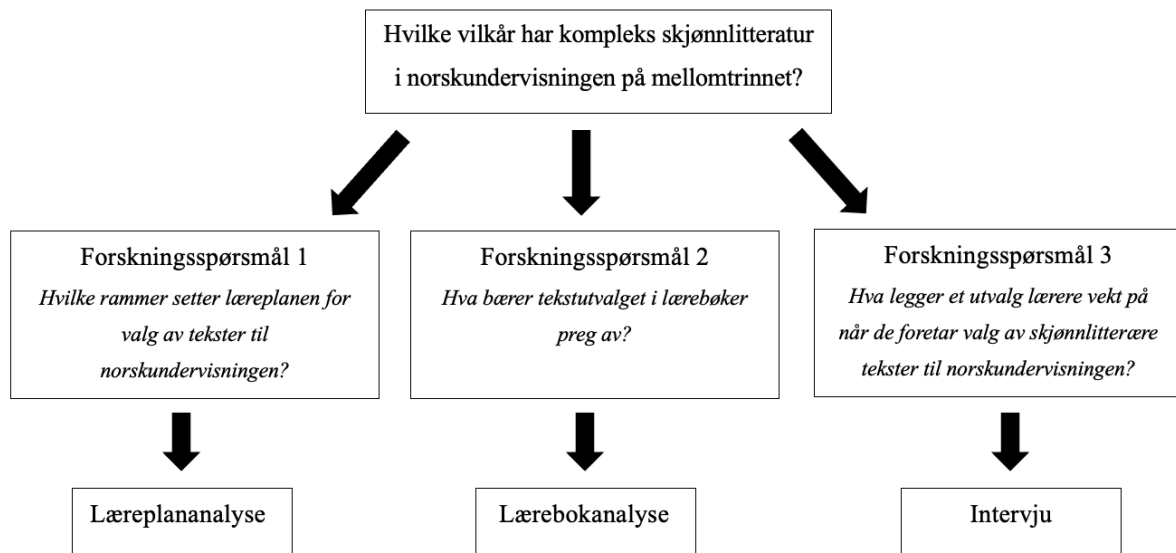 Hvilke vilkår har kompleks skjønnlitteratur
i norskundervisningen på mellomtrinnet?
Forskningsspørsmål 1
Hvilke rammer setter læreplanen for
valg av tekster til
norskundervisningen?
Forskningsspørsmål 2
Hva bærer tekstutvalget i lærebøker
preg av?
Forskningsspørsmål 3
Hva legger et utvalg lærere vekt på
når de foretar valg av skjønnlitterære
tekster til norskundervisningen?
Læreplananalyse
Lærebokanalyse
Intervju